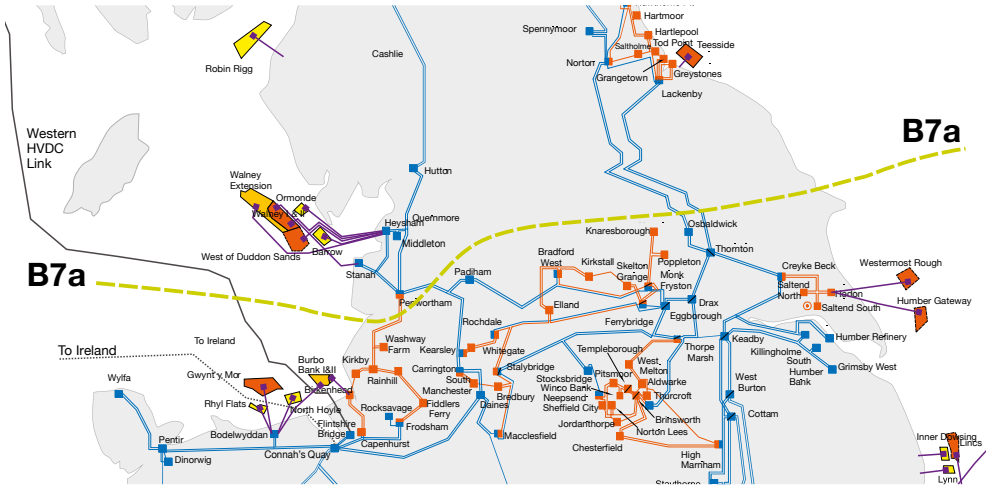 Hartmoor
Spennymoor
Hartlepool
Tod Point
Teesside
Saltholme
Norton
Cashlie
Robin Rigg
Grangetown
Greystones
Lackenby
B7a
Western
HVDC
Link
Hutton
Walney
Extension
Ormonde
Walney I & II
Quernmore
Heysham
Middleton
Barrow
West of Duddon Sands
Stanah
Osbaldwick
Knaresborough
Thornton
Bradford
West
Kirkstall
Skelton
Grange
Poppleton
Monk
Fryston
Creyke Beck
Westermost Rough
B7a
Padiham
Saltend
North
Hedon
Humber Gateway
Saltend South
Penwortham
Elland
Drax
Eggborough
Ferrybridge
Rochdale
To Ireland
To Ireland
Washway
Farm
Kearsley
Whitegate
Templeborough
Thorpe
Marsh
Keadby
Humber Refinery
Killingholme
South
Humber
Bank
Grimsby West
Burbo
Bank I&II
Kirkby
Rainhill
Carrington
South
Manchester
Stalybridge
Bredbury
Daines
Stocksbridge
Winco Bank
Neepsend
Sheffield City
Pitsmoor
West
Melton
Aldwarke
Thurcroft
West
Burton
Wylfa
Gwynt y Mor
Birkenhead
Rhyl Flats
North Hoyle
Rocksavage
Fiddlers
Ferry
Frodsham
Flintshire
Bridge
Capenhurst
Macclesfield
Jordanthorpe
Brinsworth
Norton Lees
Chesterfield
Cottam
High
Marnham
Pentir
Dinorwig
Bodelwyddan
Connah's Quay
Inner Dowsing
Lincs
Lynn
Staythorpe